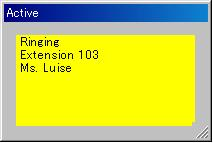 Active
Ringing
Extension 103
Ms. Luise